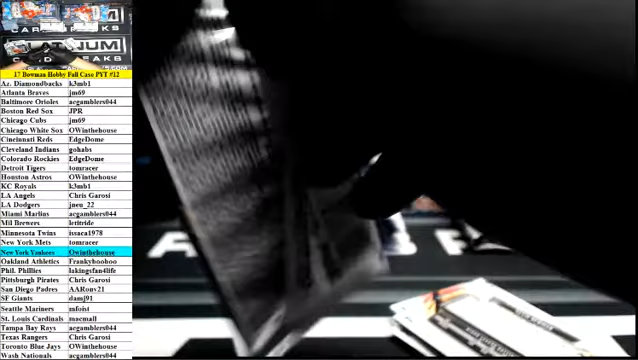 17 Bowman Hobby Full Case PYT #12
Az. Diamondbacks k3mb1
Atlanta Braves jm69
Baltimore Orioles acgamblers044
Boston Red Sox JPR
Chicago Cubs jm69
Chicago White Sox OWinthehouse
Cincinnati Reds EdgeDome
Cleveland Indians gohabs
Colorado Rockies EdgeDome
Detroit Tigers tomracer
Houston Astros OWinthehouse
KC Royals k3mb1
LA Angels Chris Garosi
LA Dodgers jneu_22
Miami Marlins acgamblers044
Mil Brewers letitride
Minnesota Twins issaca1978
New York Mets tomracer
New York Yankees Owinthehouse
Oakland Athletics Frankybooboo
Phil. Phillies lakingsfan4life
Pittsburgh Pirates Chris Garosi
San Diego Padres AARonv21
SF Giants damj91
Seattle Mariners mfoist
St. Louis Cardinals macmall
Tampa Bay Rays acgamblers044
Texas Rangers Chris Garosi
Toronto Blue Jays OWinthehouse
Wash Nationals acgamblers044